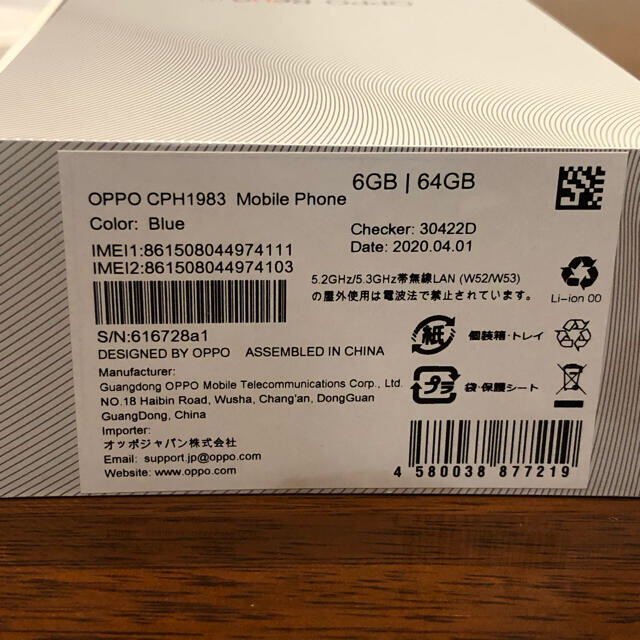 OPPO Reno
6GB | 64GB
OPPO CPH1983 Mobile Phone
Color: Blue
Checker: 30422D
Date: 2020.04.01
IMEI1:861508044974111
IMEI2:861508044974103
5.2GHz/5.3GHz帯無線LAN (W52/W53)
の屋外使用は電波法で禁止されています。
Li-ion 00
S/N:616728a1
DESIGNED BY OPPO ASSEMBLED IN CHINA
紙
個装箱・トレイ
プラ
袋・保護シート
Manufacturer:
Guangdong OPPO Mobile Telecommunications Corp., Ltd.
NO.18 Haibin Road, Wusha, Chang'an, DongGuan
GuangDong, China
Importer:
オッポジャパン株式会社
Email: support.jp@oppo.com
Website: www.oppo.com
4 580038 877219